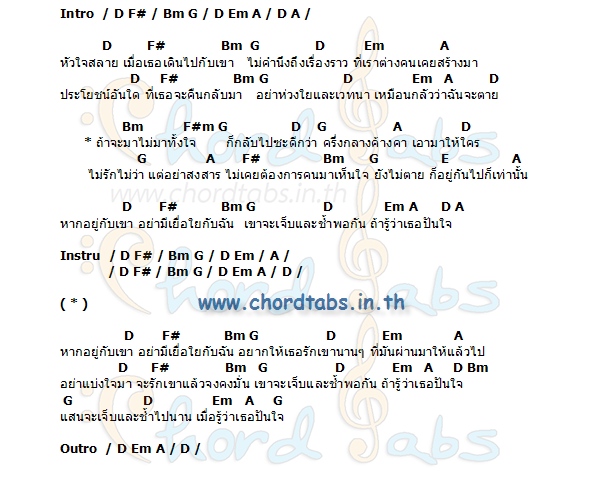 Intro / D F# / Bm G / D Em A / D A /
D F# Bm G D Em A
หัวใจสลาย เมื่อเธอเดินไปกับเขา ไม่คำนึงถึงเรื่องราว ที่เราต่างคนเคยสร้างมา
D F# Bm G D Em A D
ประโยชน์อันใด ที่เธอจะคืนกลับมา อย่าห่วงใยและเวทนา เหมือนกลัวว่าฉันจะตาย
Bm F#m G D G A D
* ถ้าจะมาไม่มาทั้งใจ ก็กลับไปซะดีกว่า ครึ่งกลางค้างคา เอามาให้ใคร
G A F# Bm G E A
ไม่รักไม่ว่า แต่อย่าสงสาร ไม่เคยต้องการคนมาเห็นใจ ยังไม่ตาย ก็อยู่กันไปก็เท่านั้น
www.chordtabs.in.th
D F# Bm G D Em A D A
หากอยู่กับเขา อย่ามีเยื่อใยกับฉัน เขาจะเจ็บและช้ำพอกัน ถ้ารู้ว่าเธอปันใจ
Instru / D F# / Bm G / D Em / A /
/ D F# / Bm G / D Em A / D /
( * )
www.chordtabs.in.th
D F# Bm G D Em A
หากอยู่กับเขา อย่ามีเยื่อใยกับฉัน อยากให้เธอรักเขานานๆ ที่มันผ่านมาให้แล้วไป
D F# Bm G D Em A D Bm
อย่าแบ่งใจมา จะรักเขาแล้วจงคงมั่น เขาจะเจ็บและช้ำพอกัน ถ้ารู้ว่าเธอปันใจ
G D Em A G
แสนจะเจ็บและช้ำไปนาน เมื่อรู้ว่าเธอปันใจ
Outro / D Em A / D /